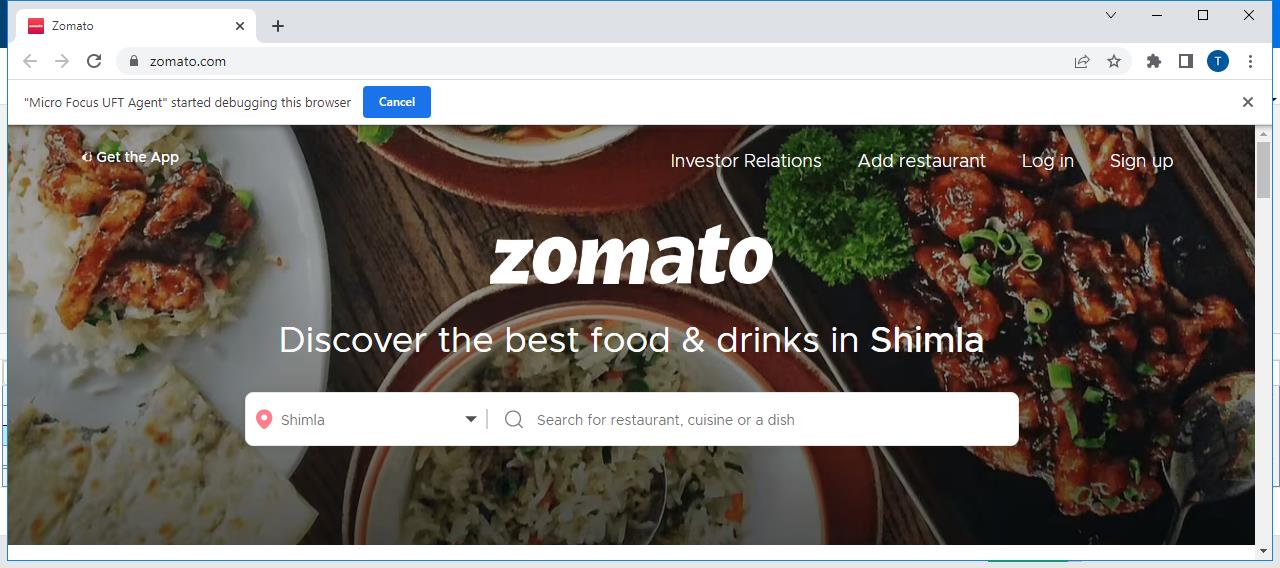 Zomato
zomato.com
T
"Micro Focus UFT Agent" started debugging this browser Cancel
Get the App Investor Relations Add restaurant Log in Sign up
zomato
Discover the best food & drinks in Shimla
Shimla Search for restaurant, cuisine or a dish